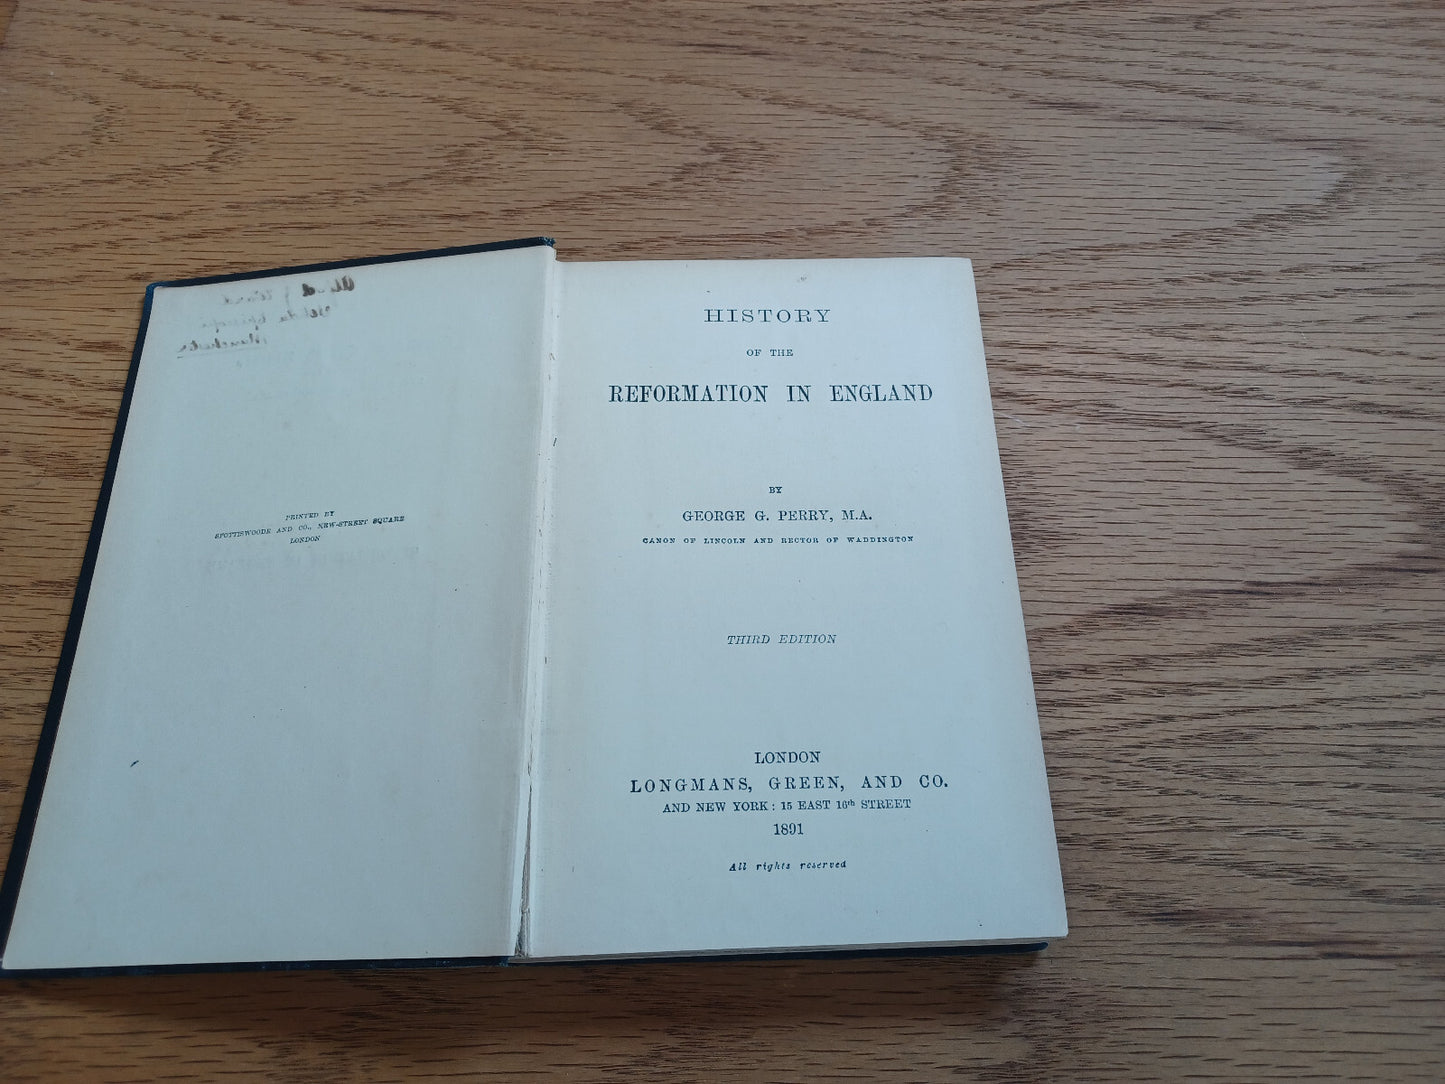 PRINTED BY
SPOTTISWOODE AND CO., NEW-STREET SQUARE
LONDON
HISTORY
OF THE
REFORMATION IN ENGLAND
BY
GEORGE G. PERRY, M.A.
CANON OF LINCOLN AND RECTOR OF WADDINGTON
THIRD EDITION
LONDON
LONGMANS, GREEN, AND CO.
AND NEW YORK : 15 EAST 16th STREET
1891
All rights reserved